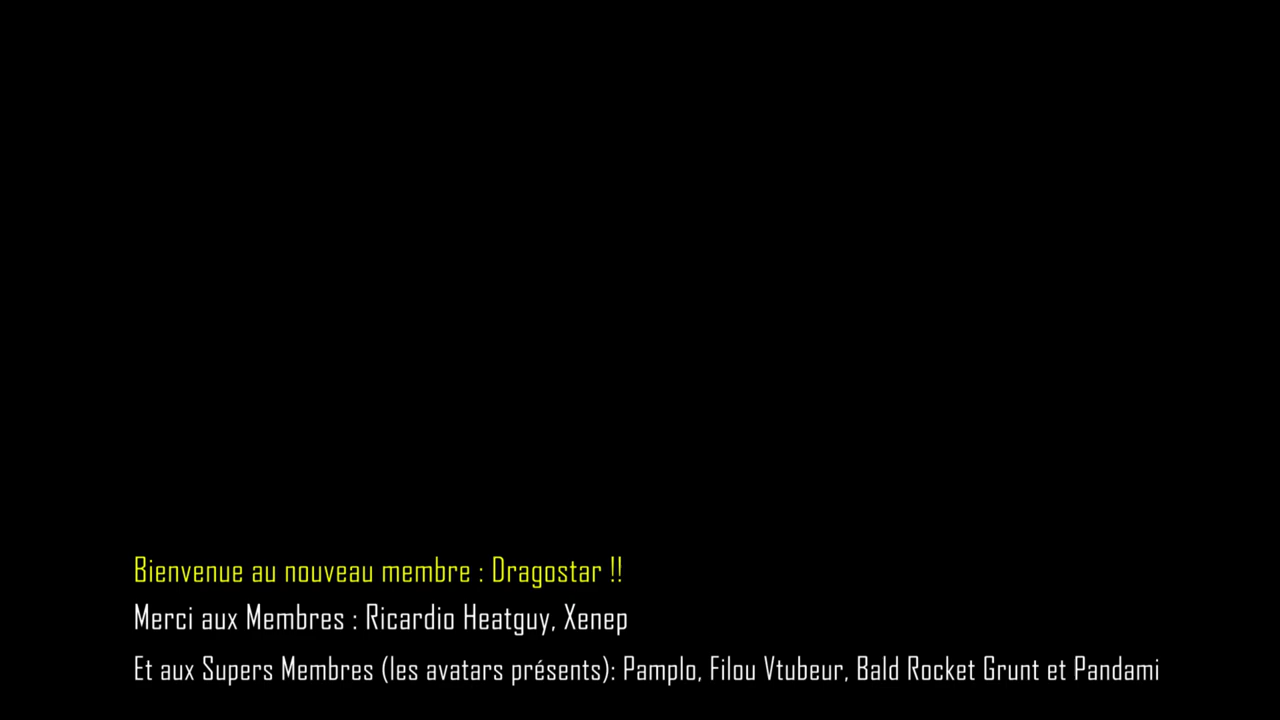 Bienvenue au nouveau membre : Dragostar !!
Merci aux Membres : Ricardio Heatguy, Xenep
Et aux Supers Membres (les avatars présents): Pamplo, Filou Vtubeur, Bald Rocket Grunt et Pandami